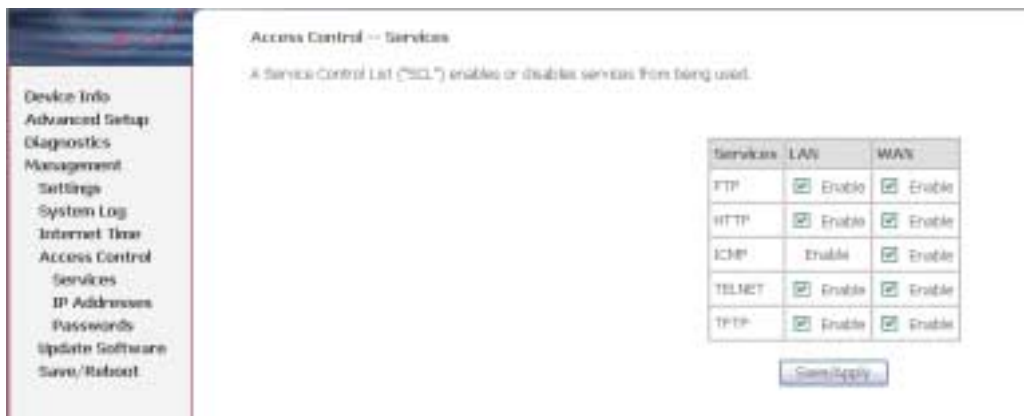 Device Info
Advanced Setup
Diagnostics
Management
Settings
System Log
Internet Time
Access Control
Services
IP Addresses
Passwords
Update Software
Save/Reboot
Access Control -- Services
A Service Control List ("SCL") enables or disables services from being used.
Services LAN WAN
FTP Enable Enable
HTTP Enable Enable
ICMP Enable Enable
TELNET Enable Enable
TFTP Enable Enable
Save/Apply